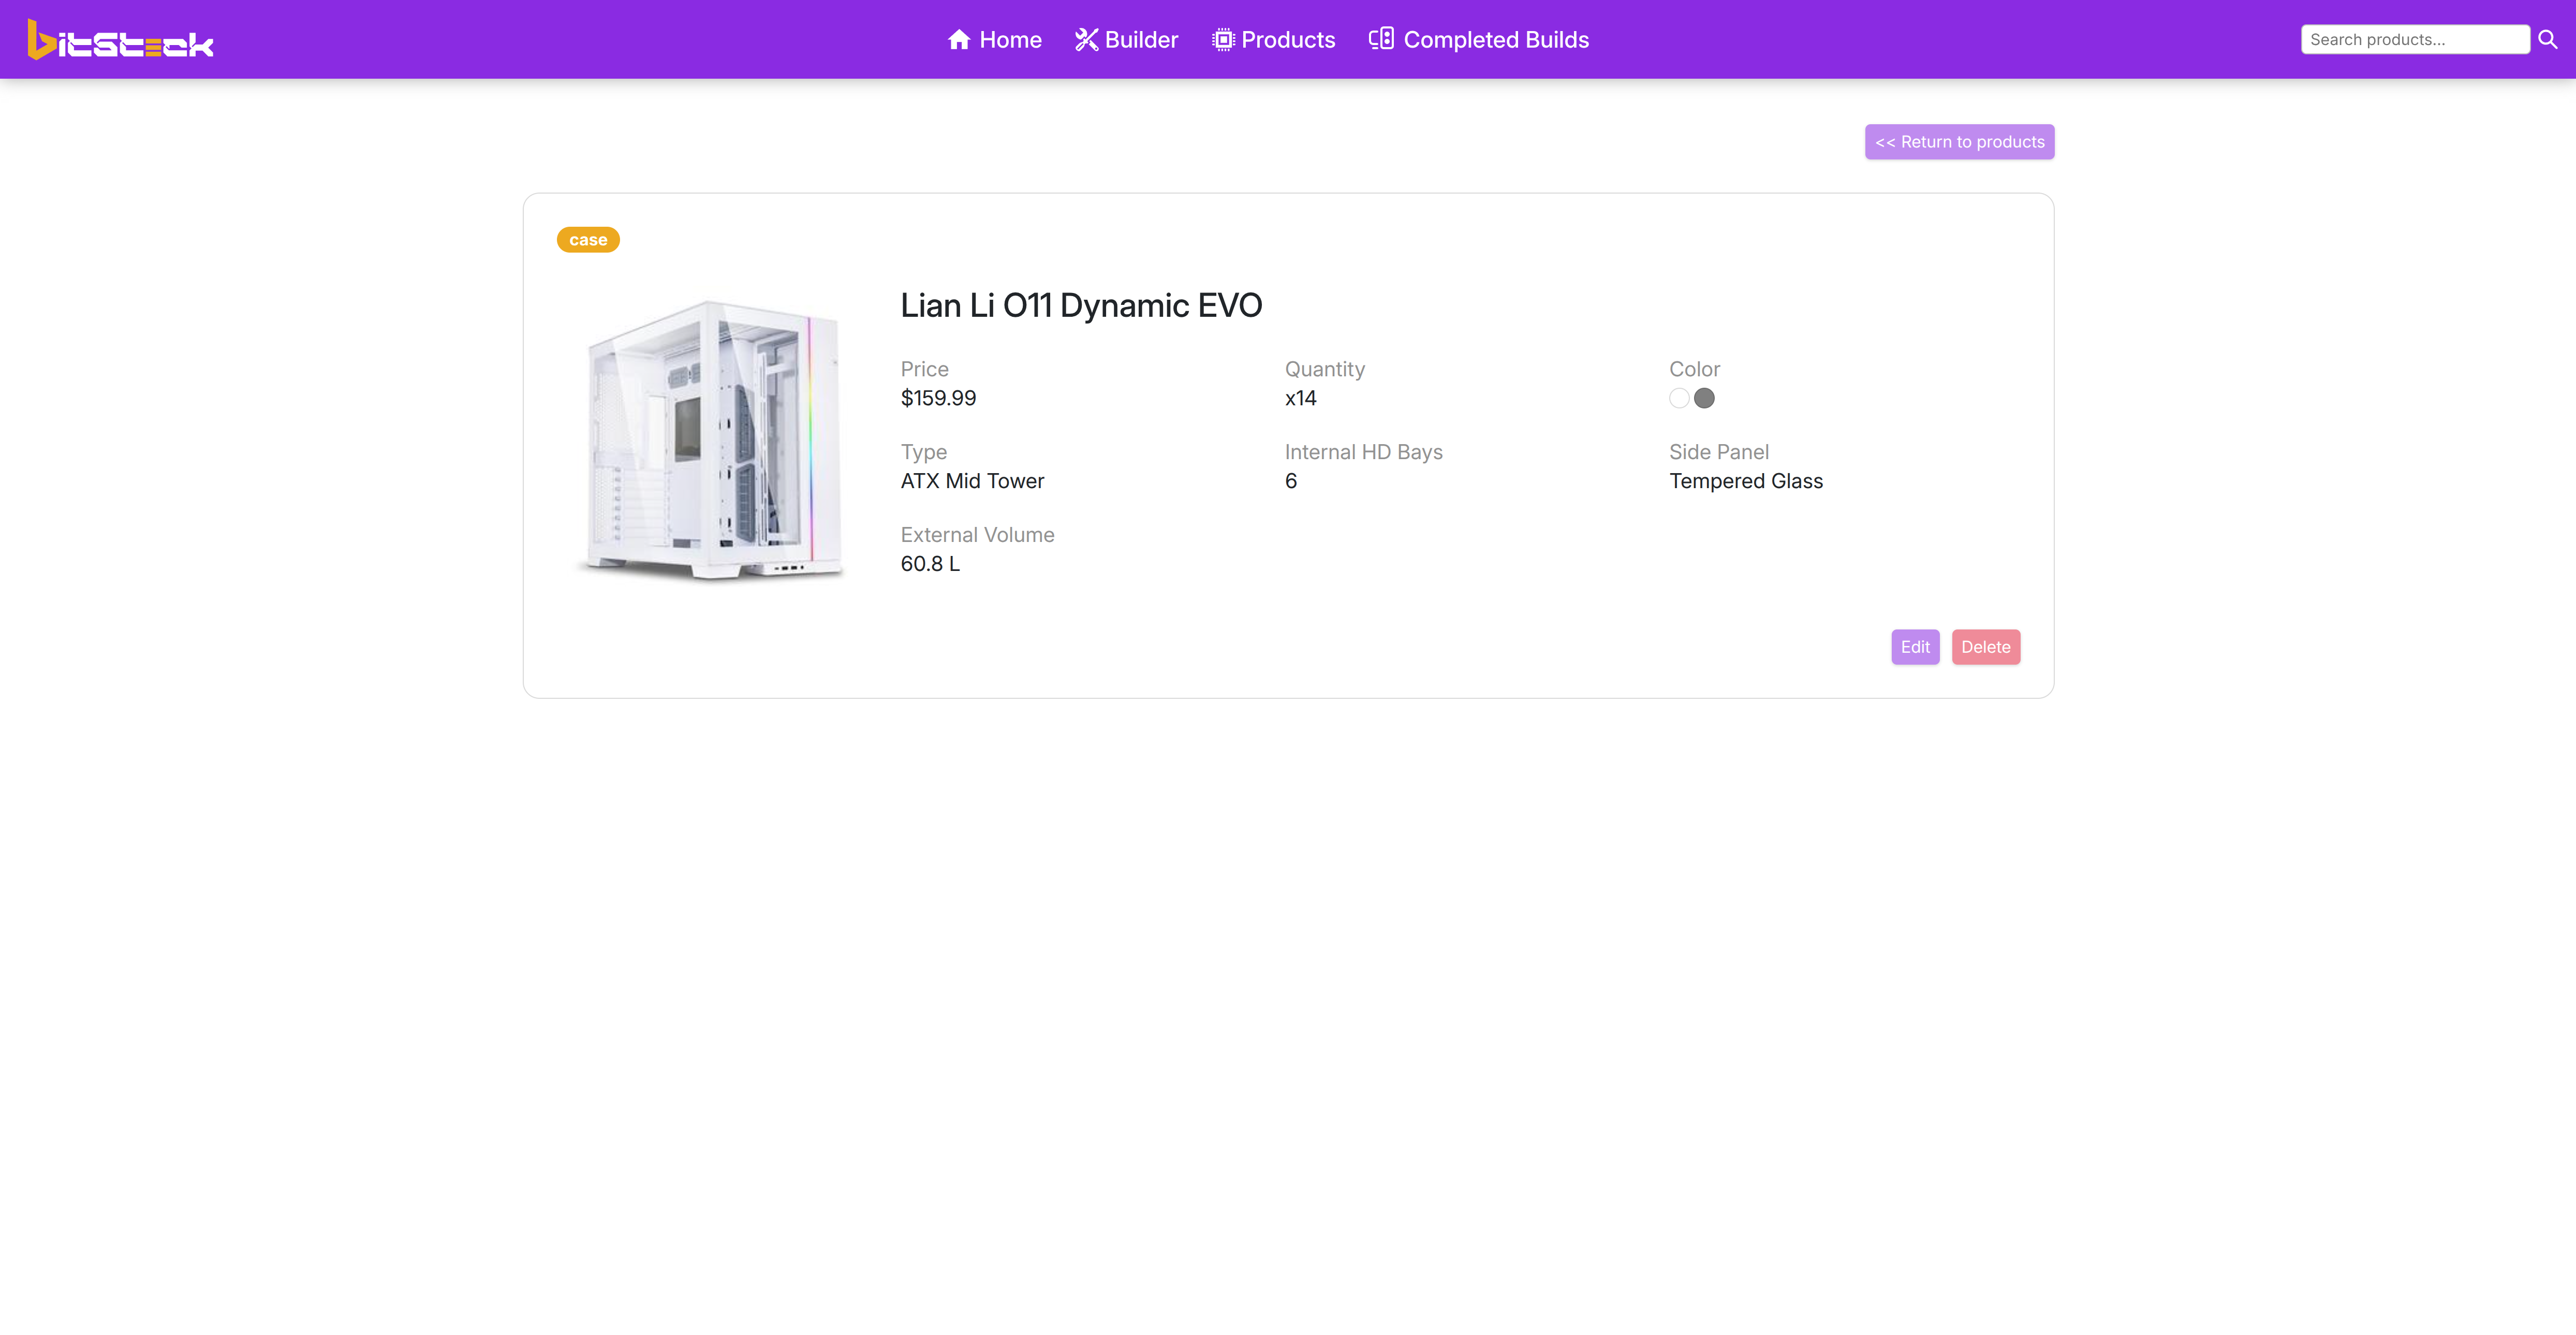 bitStack
Home
Builder
Products
Completed Builds
Search products...
<< Return to products
case
Lian Li O11 Dynamic EVO
Price
$159.99
Quantity
x14
Color
Type
ATX Mid Tower
Internal HD Bays
6
Side Panel
Tempered Glass
External Volume
60.8 L
Edit
Delete